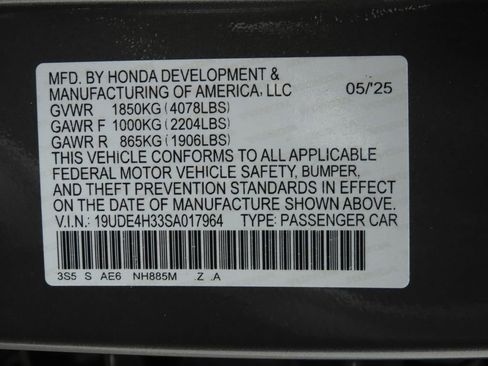 MFD. BY HONDA DEVELOPMENT &
MANUFACTURING OF AMERICA, LLC 05/'25
GVWR 1850KG (4078LBS)
GAWR F 1000KG (2204LBS)
GAWR R 865KG (1906LBS)
THIS VEHICLE CONFORMS TO ALL APPLICABLE
FEDERAL MOTOR VEHICLE SAFETY, BUMPER,
AND THEFT PREVENTION STANDARDS IN EFFECT
ON THE DATE OF MANUFACTURE SHOWN ABOVE.
V.I.N.: 19UDE4H33SA017964 TYPE: PASSENGER CAR
3S5 S AE6 NH885M .Z .A